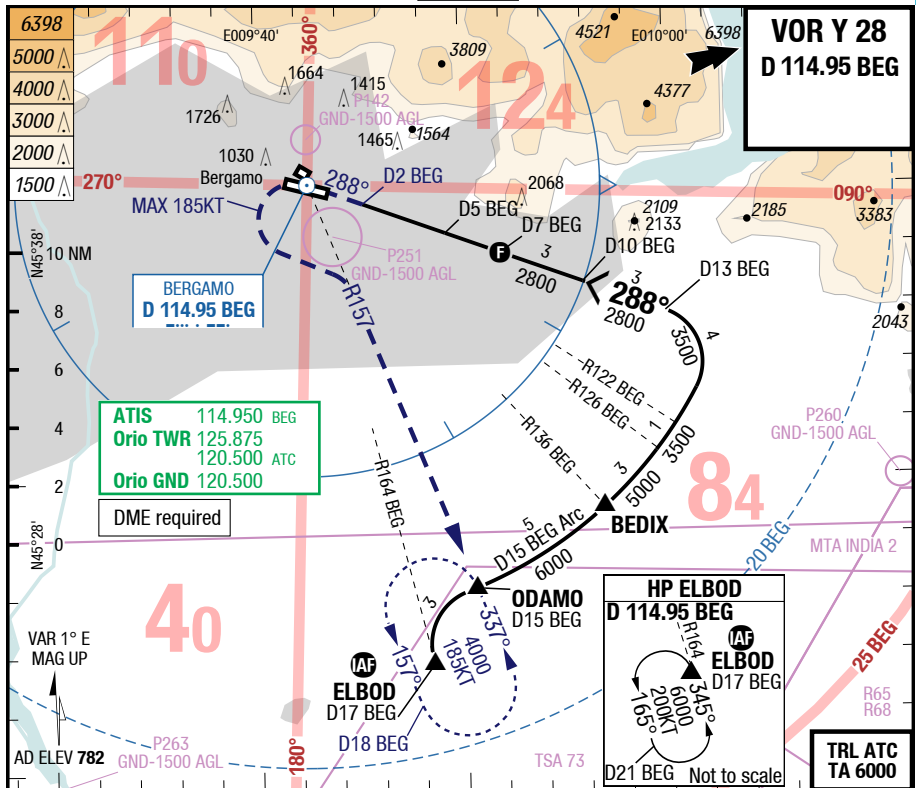 6398
5000
4000
3000
2000
1500
110
E009°40'
360°
3809
4521
E010°00'
6398
VOR Y 28
D 114.95 BEG
1664
1415
P142
GND-1500 AGL
124
4377
1726
1465
1564
1030
Bergamo
270°
288°
D2 BEG
2068
090°
MAX 185KT
D5 BEG
2109
2133
2185
3383
D7 BEG
D10 BEG
N45°38'
10 NM
P251
GND-1500 AGL
F
3
2800
D13 BEG
BERGAMO
D 114.95 BEG
R157
3
288°
2800
3500
4
2043
8
6
4
2
0
R122 BEG
R126 BEG
R136 BEG
1
3500
3
5000
P260
GND-1500 AGL
ATIS 114.950 BEG
Orio TWR 125.875
120.500 ATC
Orio GND 120.500
DME required
R164 BEG
84
BEDIX
N45°28'
5
D15 BEG Arc
6000
20 BEG
MTA INDIA 2
40
ODAMO
D15 BEG
3
337°
4000
185KT
157°
IAF
ELBOD
D17 BEG
D18 BEG
HP ELBOD
D 114.95 BEG
R164
IAF
ELBOD
D17 BEG
345°
6000
200KT
165°
D21 BEG
Not to scale
25 BEG
R65
R68
VAR 1° E
MAG UP
AD ELEV 782
P263
GND-1500 AGL
180°
TSA 73
TRL ATC
TA 6000